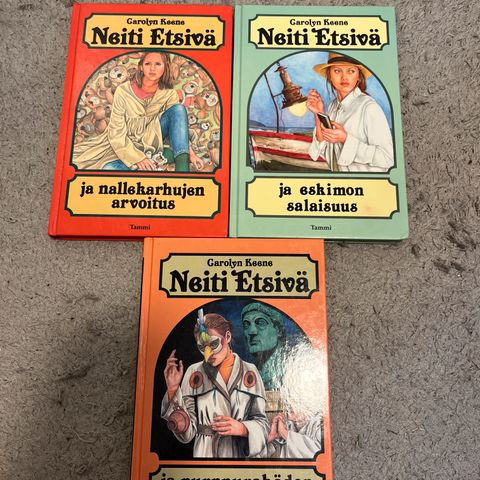 Carolyn Keene
Neiti Etsivä
ja nallekarhujen
arvoitus
Tammi
Carolyn Keene
Neiti Etsivä
ja eskimon
salaisuus
Tammi
Carolyn Keene
Neiti Etsivä
ja